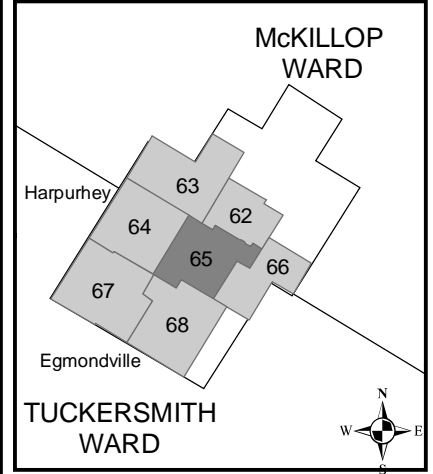 McKILLOP
WARD
63
Harpurhey
62
64
65
66
67
68
Egmondville
TUCKERSMITH
WARD
N
W
E
S